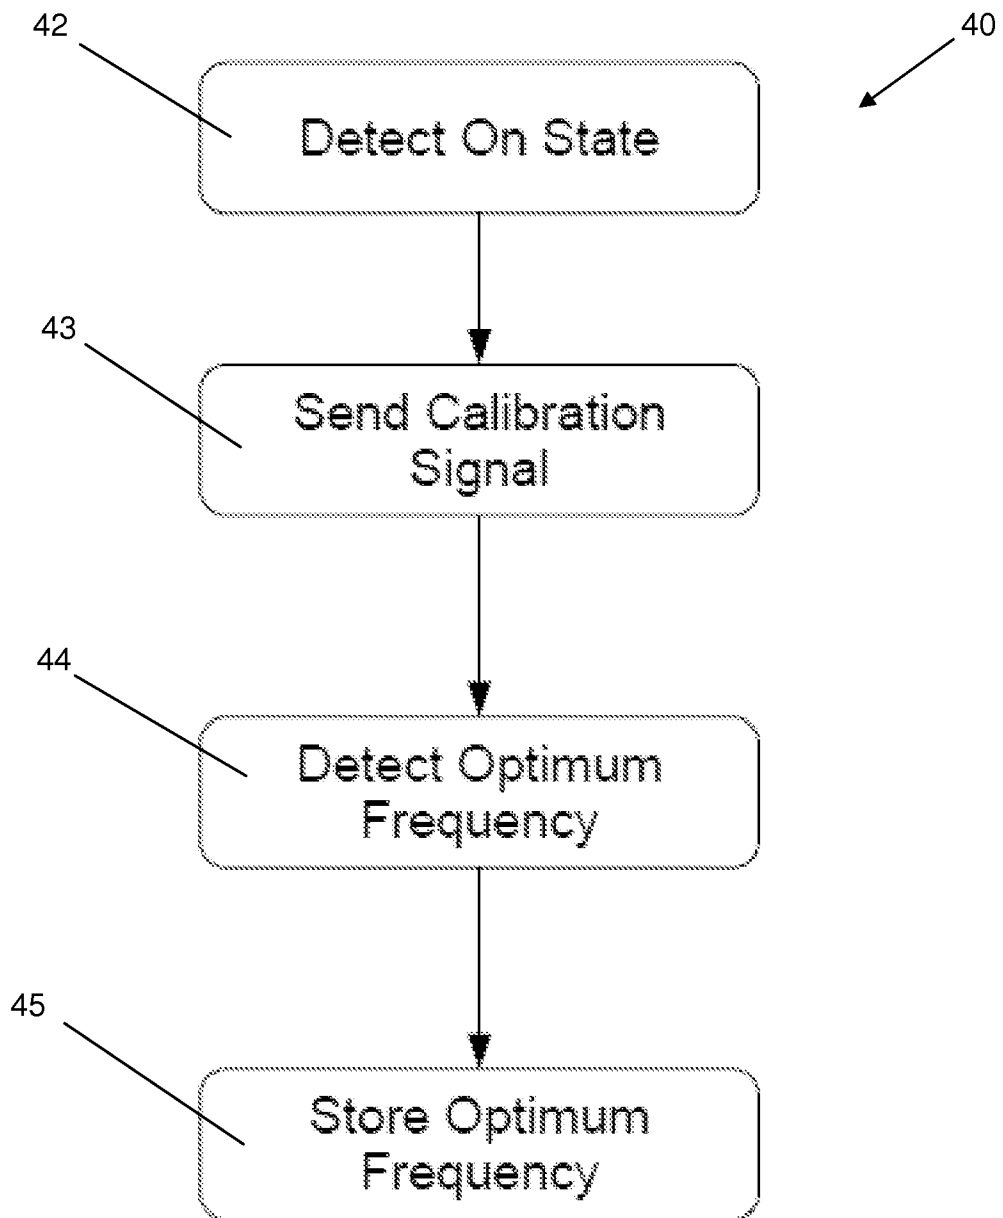 42
40
Detect On State
43
Send Calibration
Signal
44
Detect Optimum
Frequency
45
Store Optimum
Frequency